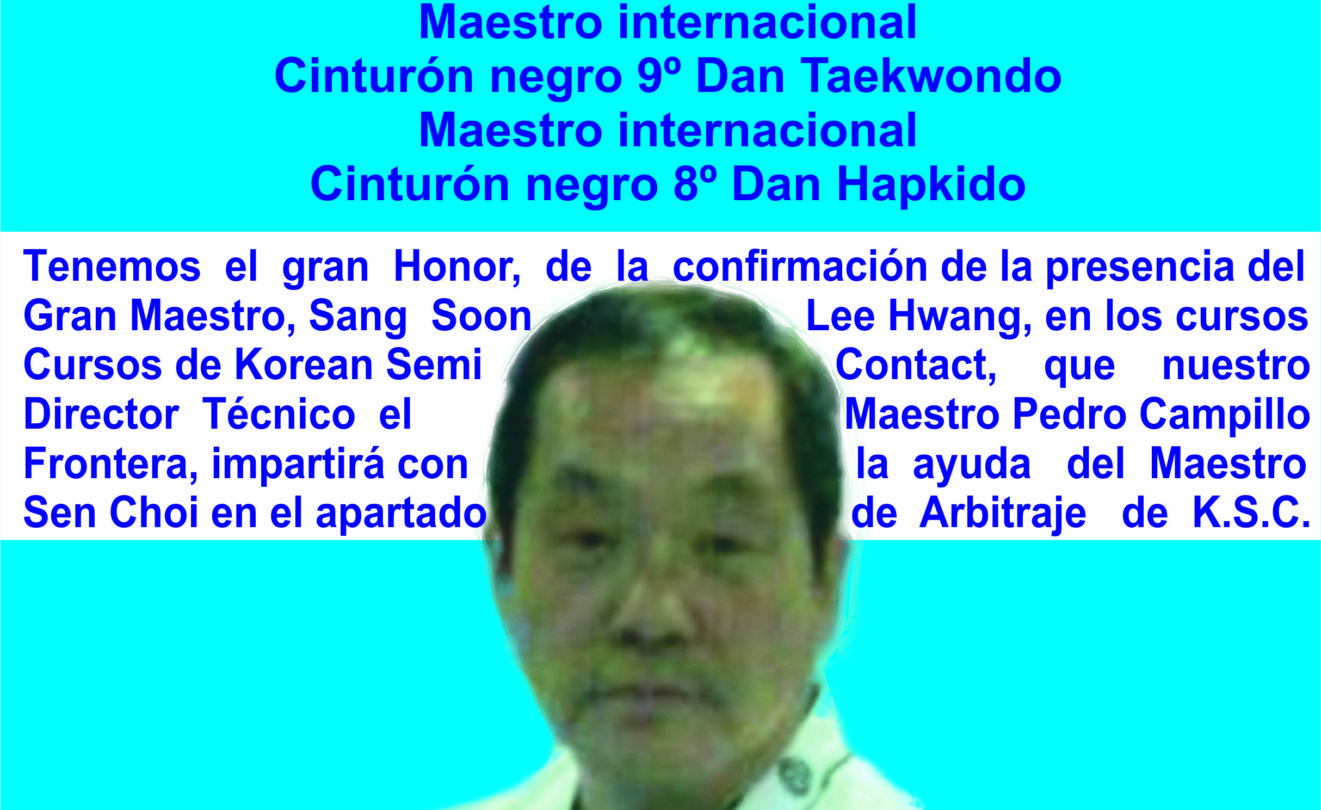 Maestro internacional
Cinturón negro 9º Dan Taekwondo
Maestro internacional
Cinturón negro 8º Dan Hapkido
Tenemos el gran Honor, de la confirmación de la presencia del
Gran Maestro, Sang Soon Lee Hwang, en los cursos
Cursos de Korean Semi Contact, que nuestro
Director Técnico el Maestro Pedro Campillo
Frontera, impartirá con la ayuda del Maestro
Sen Choi en el apartado de Arbitraje de K.S.C.